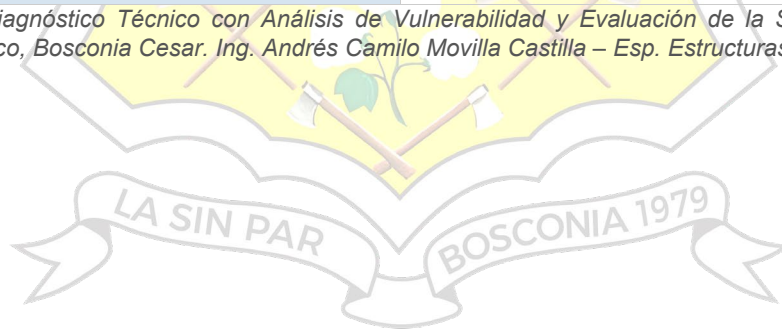 iagnóstico Técnico con Análisis de Vulnerabilidad y Evaluación de la S
co, Bosconia Cesar. Ing. Andrés Camilo Movilla Castilla – Esp. Estructuras
LA SIN PAR BOSCONIA 1979